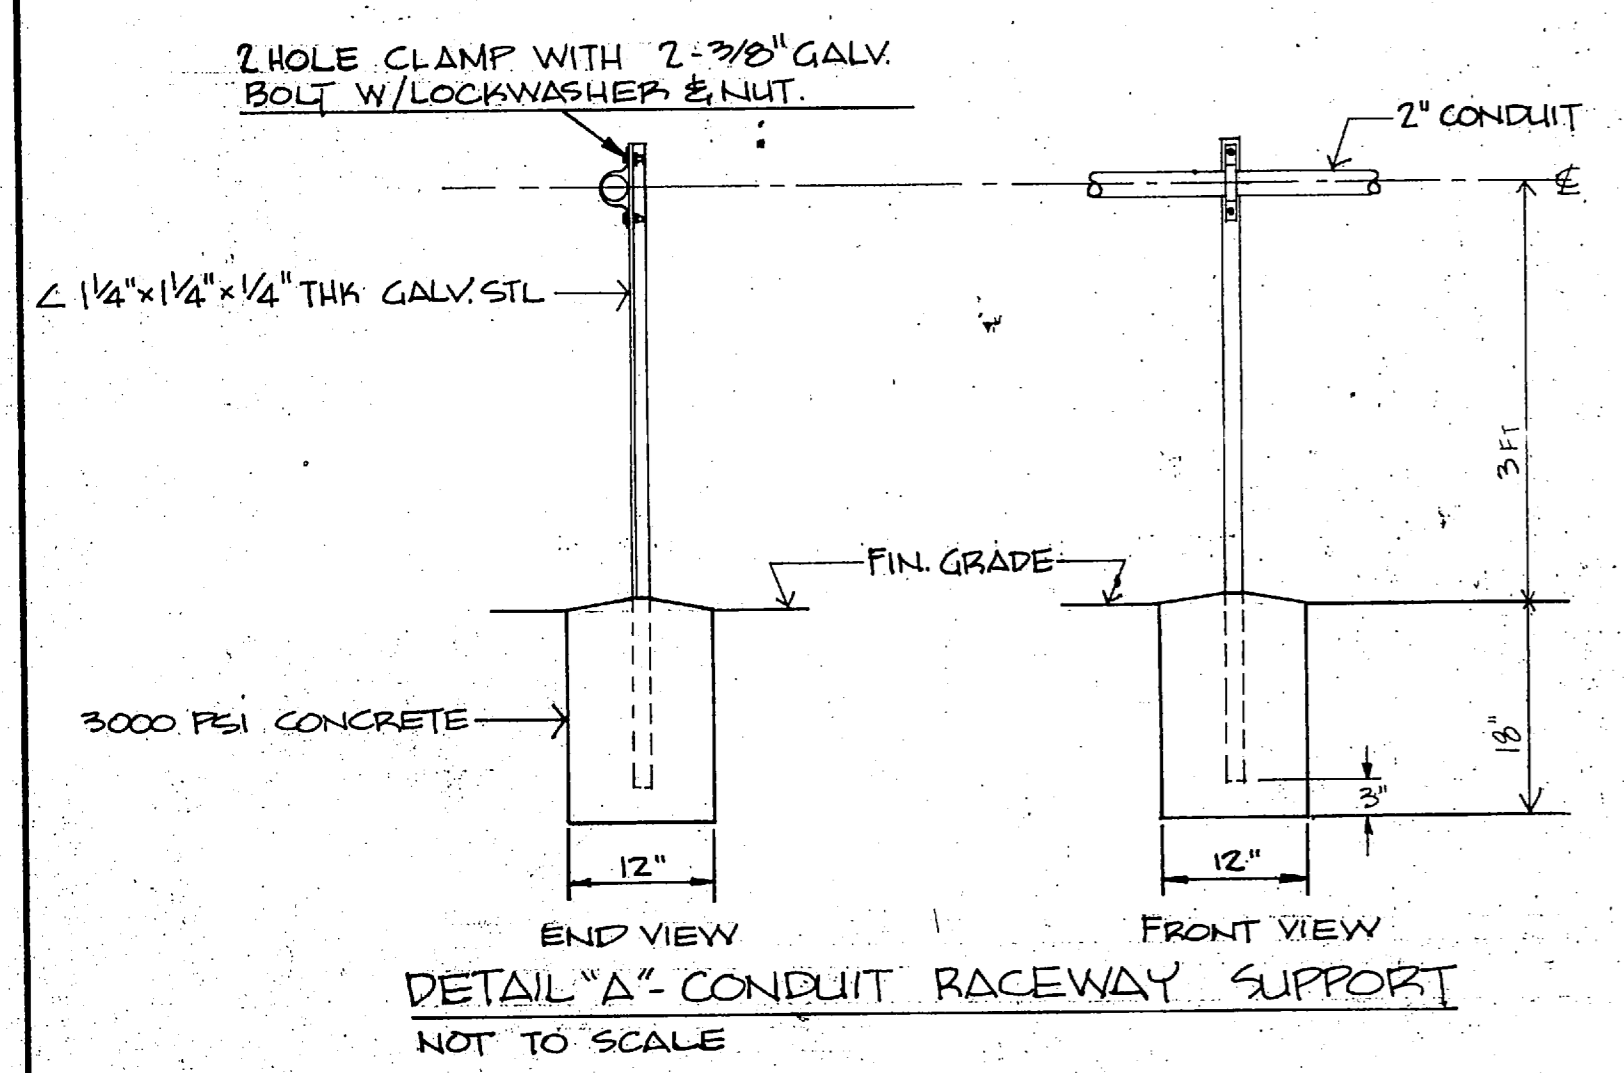 2 HOLE CLAMP WITH 2-3/8" GALV.
BOLT W/LOCKWASHER & NUT.
2" CONDUIT
℄
∠ 1¼"x1¼"x¼" THK GALV. STL
3 FT
FIN. GRADE
3000 PSI CONCRETE
18"
3"
12"
12"
END VIEW
FRONT VIEW
DETAIL "A"- CONDUIT RACEWAY SUPPORT
NOT TO SCALE